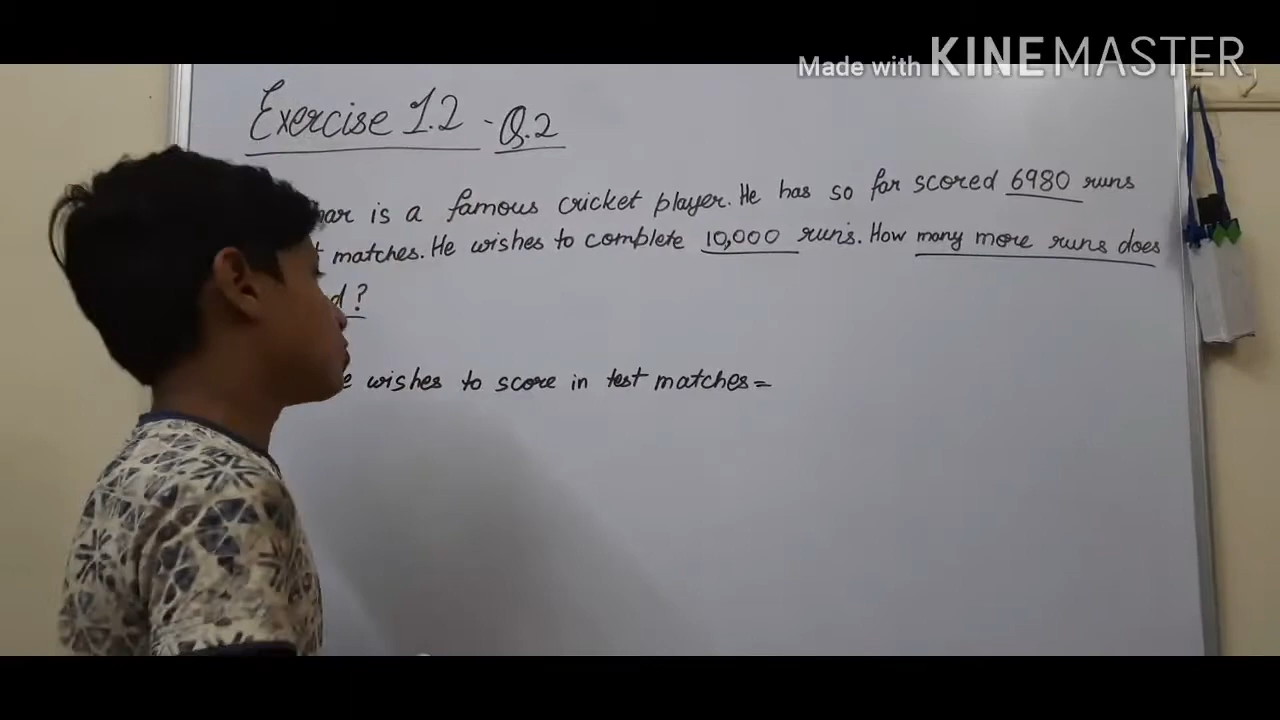 Made with KINEMASTER
Exercise 1.2 - Q.2
is a famous cricket player. He has so far scored 6980 runs
matches. He wishes to complete 10,000 runs. How many more runs does
?
wishes to score in test matches=